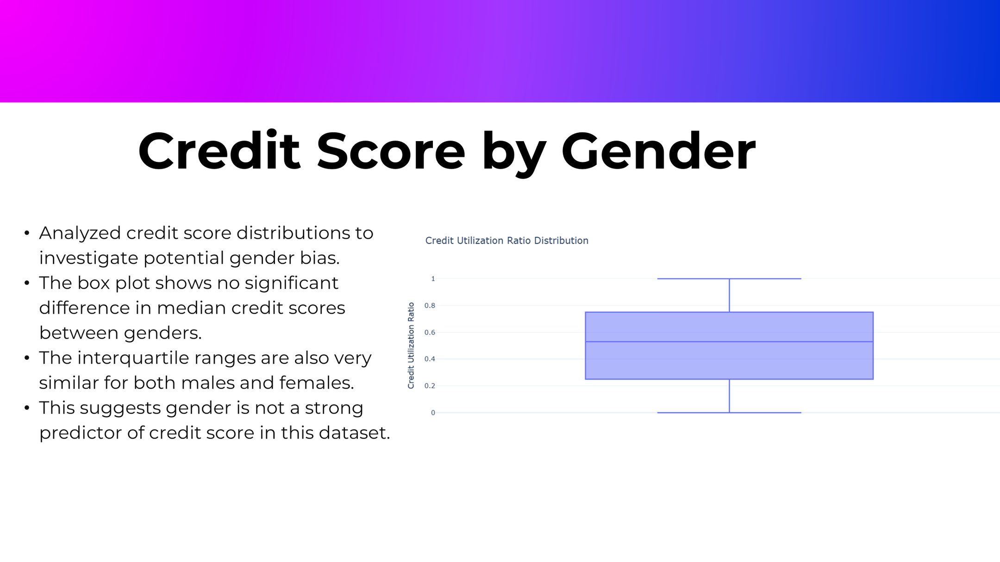 Credit Score by Gender
• Analyzed credit score distributions to
investigate potential gender bias.
• The box plot shows no significant
difference in median credit scores
between genders.
• The interquartile ranges are also very
similar for both males and females.
• This suggests gender is not a strong
predictor of credit score in this dataset.
Credit Utilization Ratio Distribution
Credit Utilization Ratio
1
0.8
0.6
0.4
0.2
0